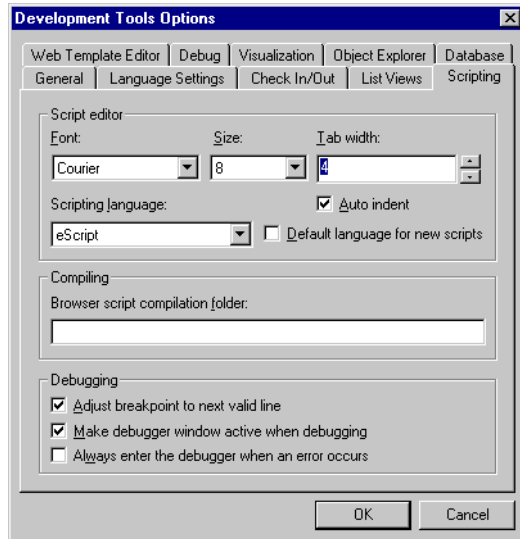 Development Tools Options
Web Template Editor Debug Visualization Object Explorer Database
General Language Settings Check In/Out List Views Scripting
Script editor
Font: Size: Tab width:
Courier 8 4
Scripting language: Auto indent
eScript Default language for new scripts
Compiling
Browser script compilation folder:
Debugging
Adjust breakpoint to next valid line
Make debugger window active when debugging
Always enter the debugger when an error occurs
OK Cancel